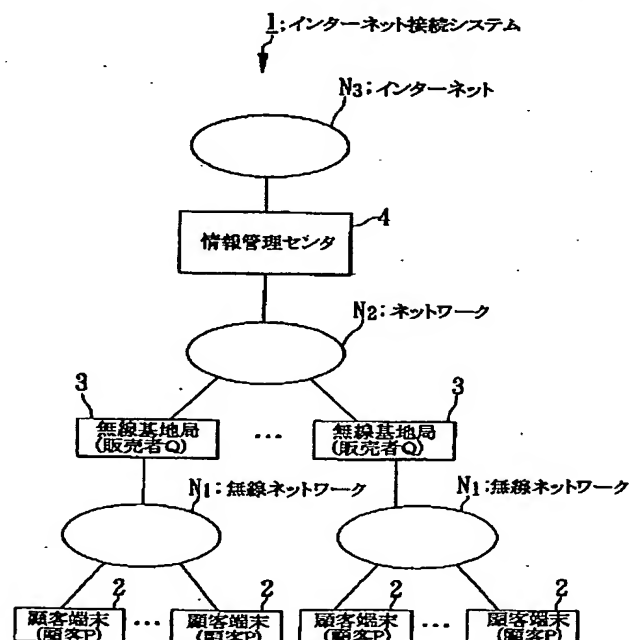 1;インターネット接続システム
N3;インターネット
4
情報管理センタ
N2:ネットワーク
3
3
無線基地局
(販売者Q)
...
無線基地局
(販売者Q)
N1:無線ネットワーク
N1:無線ネットワーク
2
2
2
2
顧客端末
(顧客P)
...
顧客端末
(顧客P)
顧客端末
(顧客P)
...
顧客端末
(顧客P)